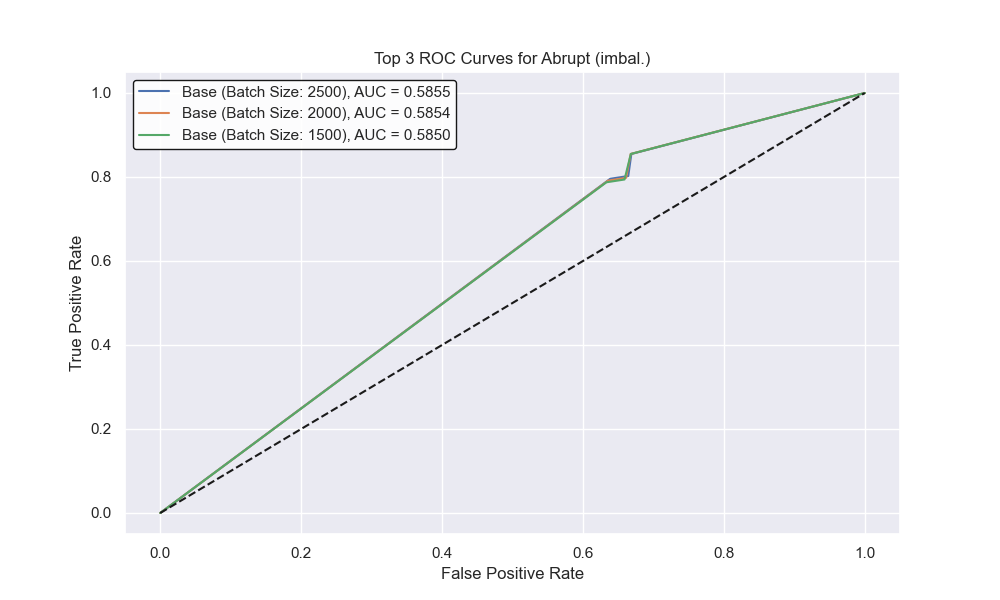 Top 3 ROC Curves for Abrupt (imbal.)
Base (Batch Size: 2500), AUC = 0.5855
Base (Batch Size: 2000), AUC = 0.5854
Base (Batch Size: 1500), AUC = 0.5850
True Positive Rate
1.0
0.8
0.6
0.4
0.2
0.0
0.0 0.2 0.4 0.6 0.8 1.0
False Positive Rate